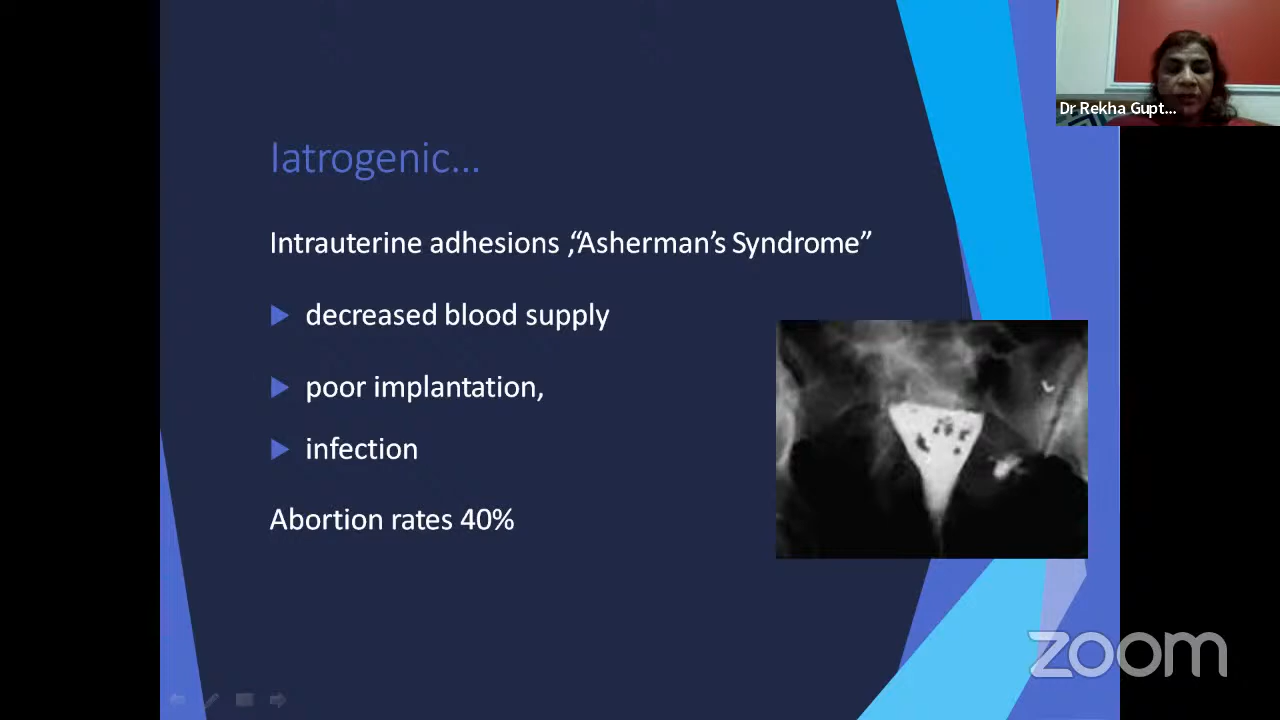 Dr Rekha Gupt...
Iatrogenic...
Intrauterine adhesions ,“Asherman’s Syndrome”
decreased blood supply
poor implantation,
infection
Abortion rates 40%
zoom